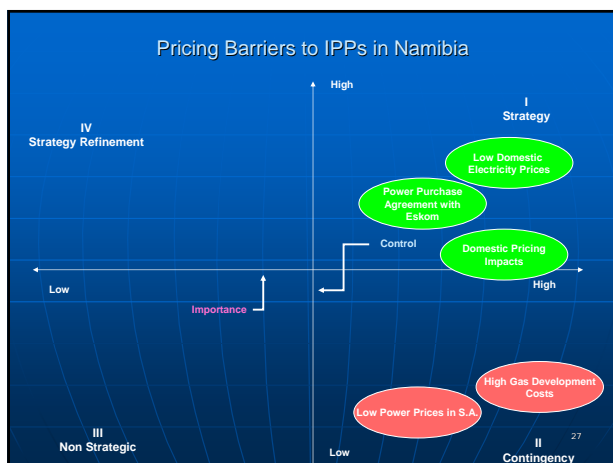 Pricing Barriers to IPPs in Namibia
High
I
Strategy
IV
Strategy Refinement
Low Domestic
Electricity Prices
Power Purchase
Agreement with
Eskom
Control
Domestic Pricing
Impacts
Low
High
Importance
High Gas Development
Costs
Low Power Prices in S.A.
27
III
Non Strategic
Low
II
Contingency